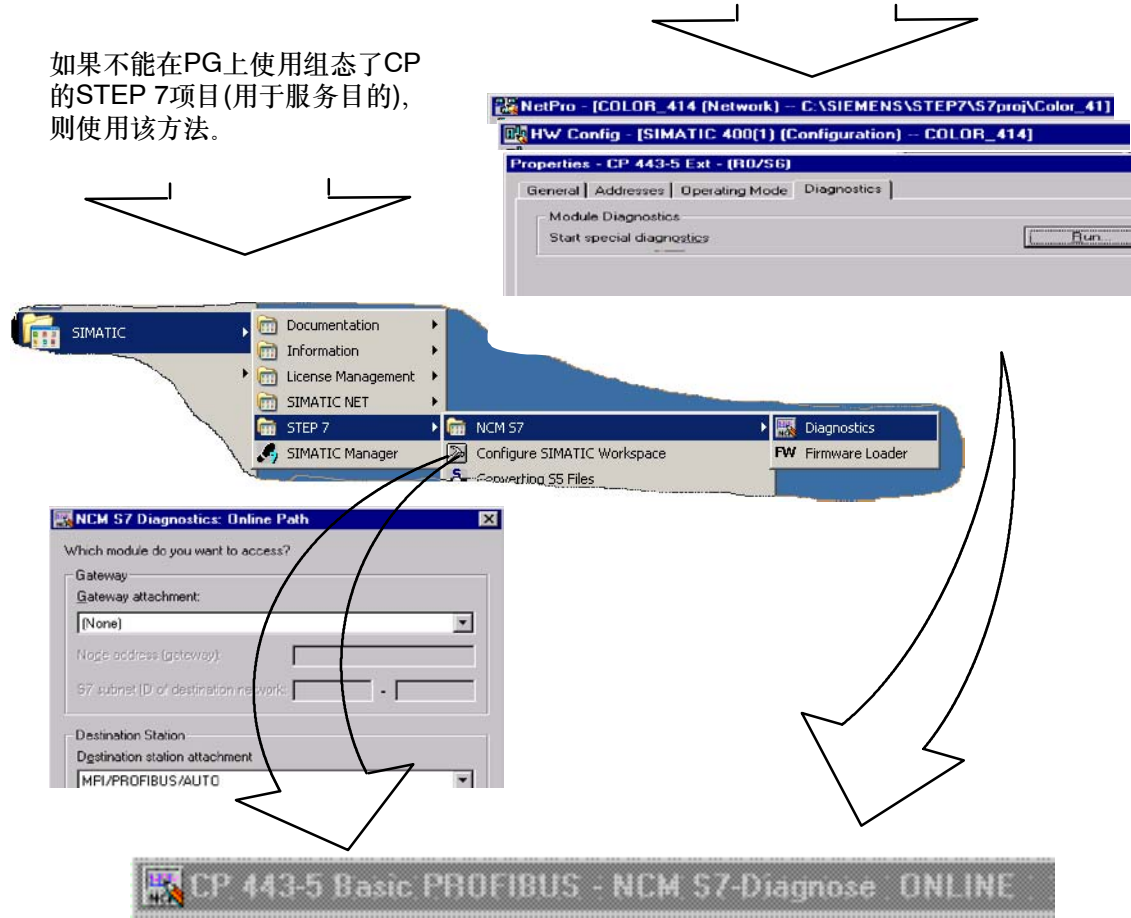 如果不能在PG上使用组态了CP
的STEP 7项目(用于服务目的),
则使用该方法。
NetPro - [COLOR_414 (Network) -- C:\SIEMENS\STEP7\S7proj\Color_41]
HW Config - [SIMATIC 400(1) (Configuration) -- COLOR_414]
Properties - CP 443-5 Ext - (R0/S6)
General Addresses Operating Mode Diagnostics
Module Diagnostics
Start special diagnostics
Run...
SIMATIC
Documentation
Information
License Management
SIMATIC NET
STEP 7
SIMATIC Manager
NCM S7
Configure SIMATIC Workspace
Converting S5 Files
Diagnostics
FW Firmware Loader
NCM S7 Diagnostics: Online Path
Which module do you want to access?
Gateway
Gateway attachment:
(None)
Node address (gateway):
S7 subnet ID of destination network: -
Destination Station
Destination station attachment
MPI/PROFIBUS/AUTO
CP 443-5 Basic PROFIBUS - NCM S7-Diagnose ONLINE